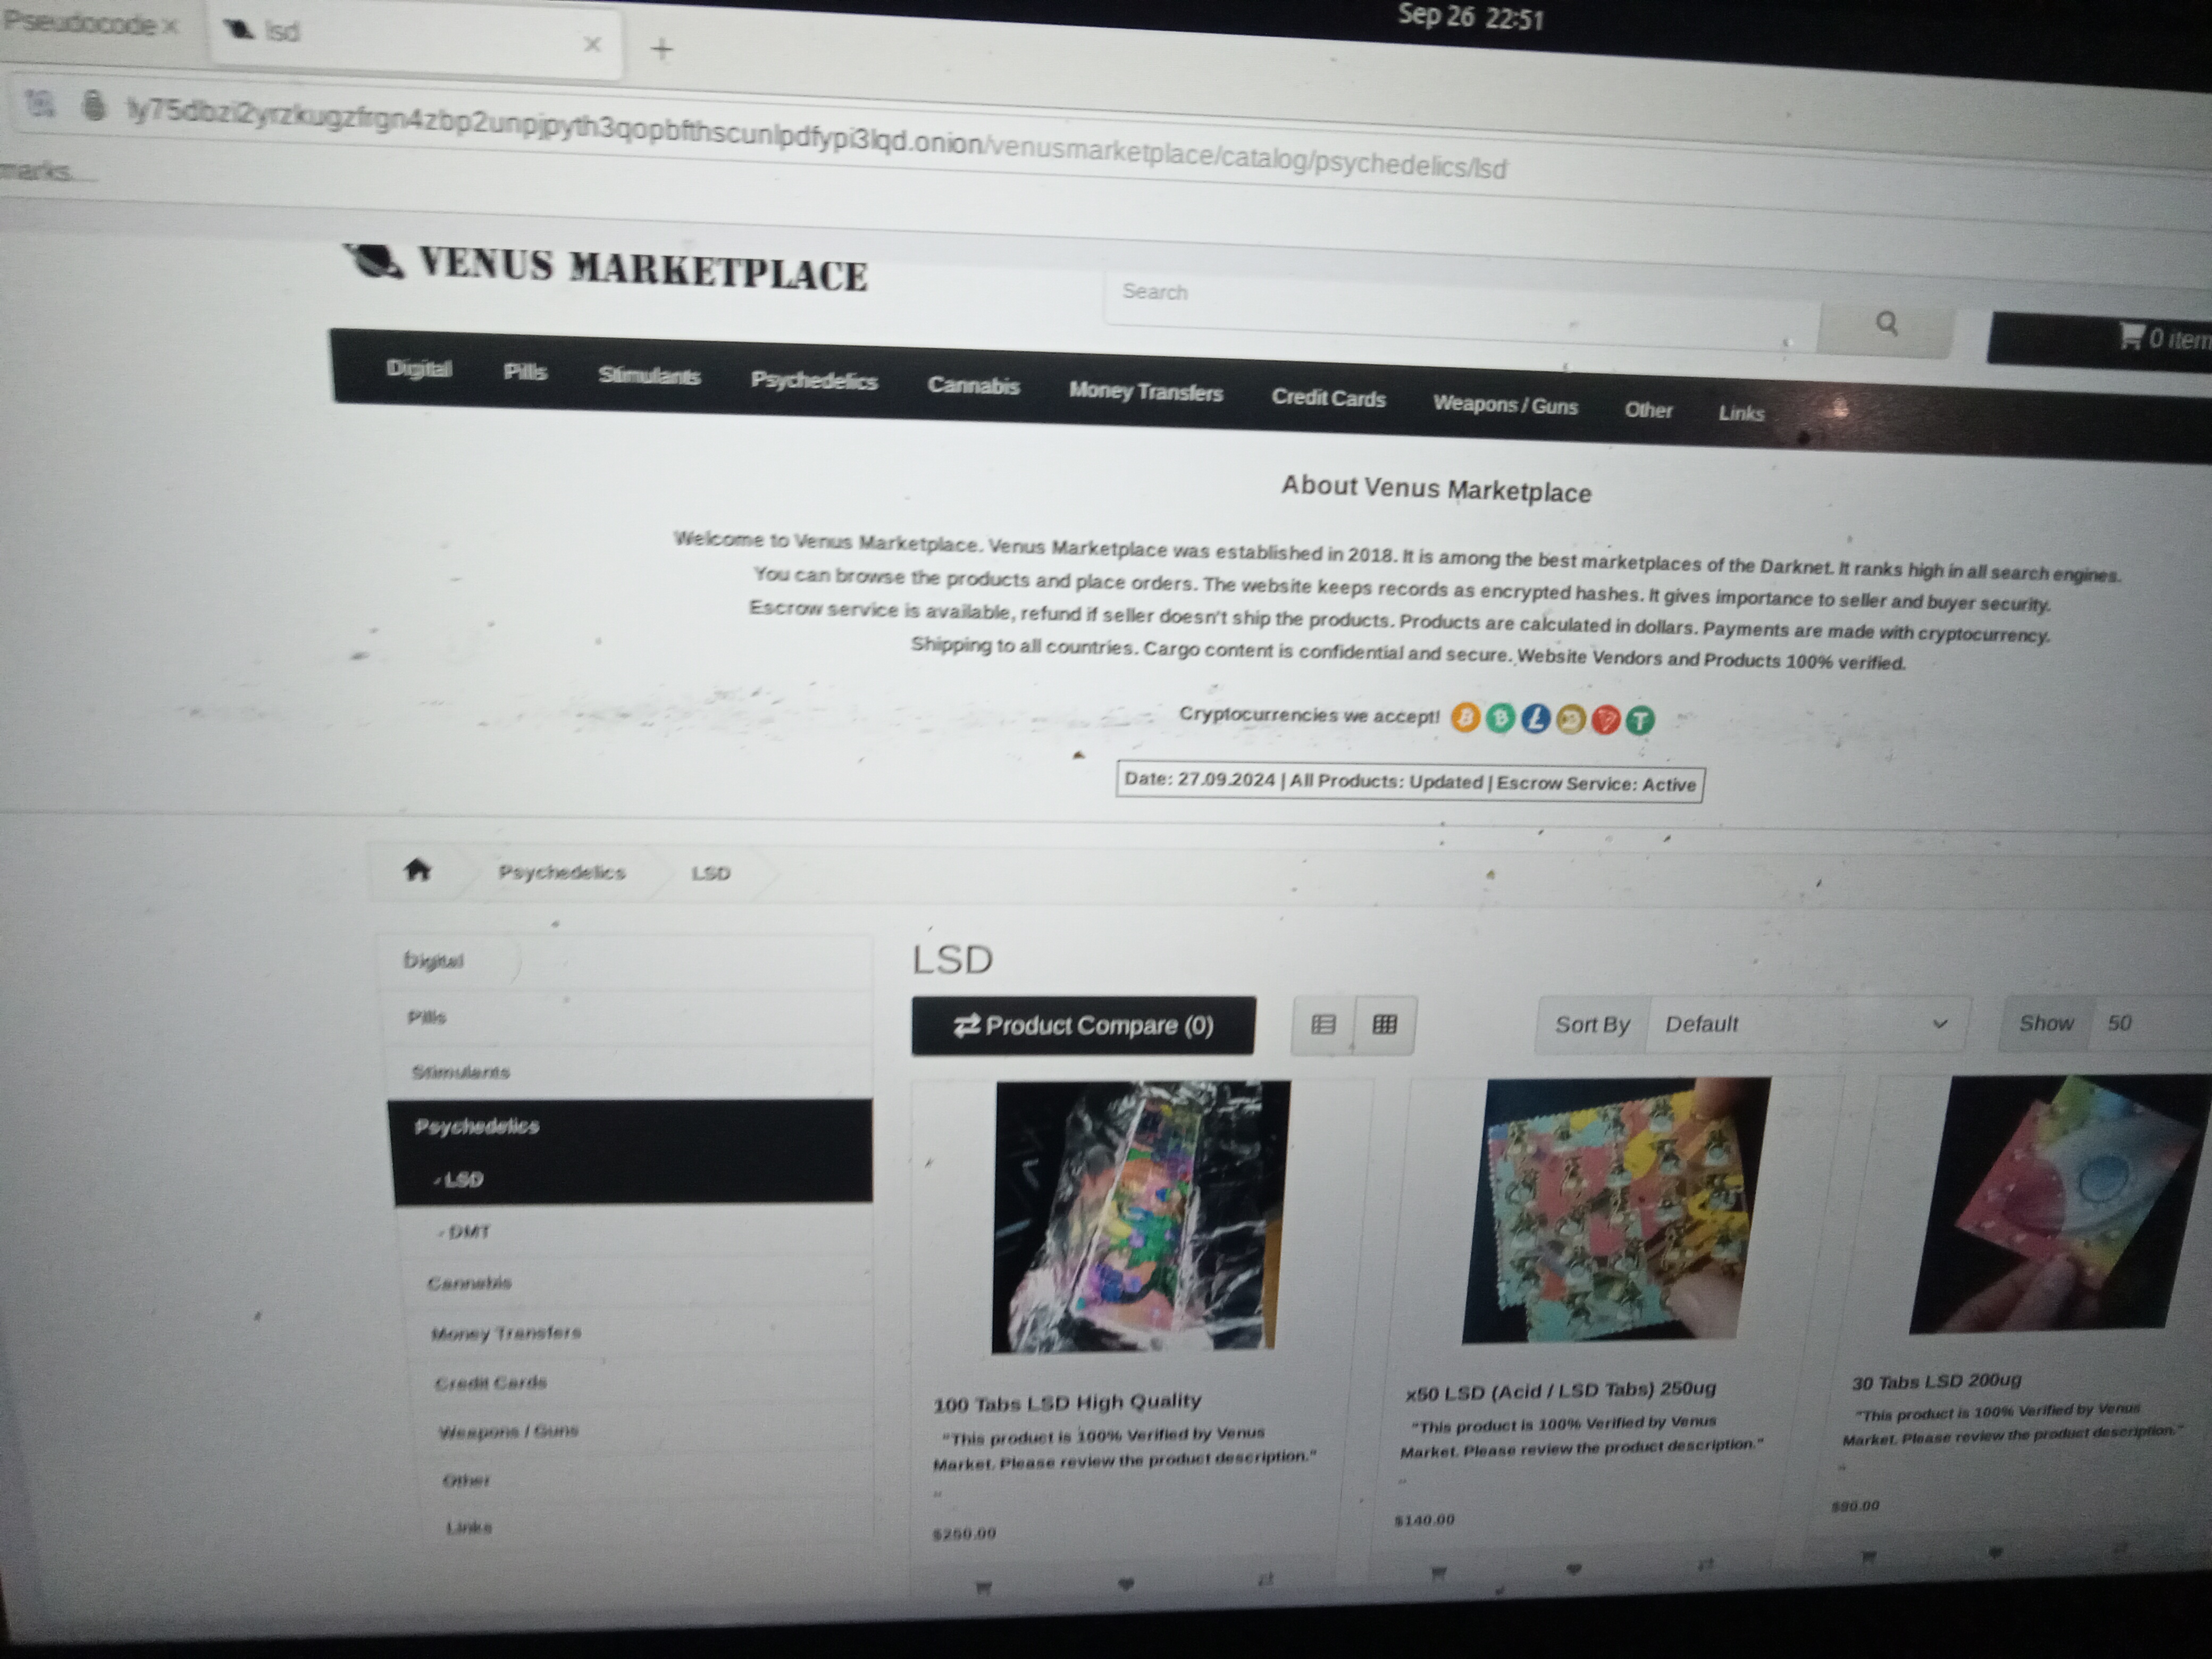 Sep 26 22:51
Pseudocode × lsd × +
.onion/venusmarketplace/catalog/psychedelics/lsd
marks...
VENUS MARKETPLACE
Search
0 item
Digital Pills Stimulants Psychedelics Cannabis Money Transfers Credit Cards Weapons / Guns Other Links
About Venus Marketplace
Welcome to Venus Marketplace. Venus Marketplace was established in 2018. It is among the best marketplaces of the Darknet. It ranks high in all search engines.
You can browse the products and place orders. The website keeps records as encrypted hashes. It gives importance to seller and buyer security.
Escrow service is available, refund if seller doesn't ship the products. Products are calculated in dollars. Payments are made with cryptocurrency.
Shipping to all countries. Cargo content is confidential and secure. Website Vendors and Products 100% verified.
Cryptocurrencies we accept!
Date: 27.09.2024 | All Products: Updated | Escrow Service: Active
Psychedelics LSD
Digital
Pills
Stimulants
Psychedelics
- LSD
- DMT
Cannabis
Money Transfers
Credit Cards
Weapons / Guns
Other
Links
LSD
Product Compare (0)
Sort By Default
Show 50
100 Tabs LSD High Quality
"This product is 100% Verified by Venus
Market. Please review the product description."
..
x50 LSD (Acid / LSD Tabs) 250ug
"This product is 100% Verified by Venus
Market. Please review the product description."
..
$140.00
30 Tabs LSD 200ug
"This product is 100% Verified by Venus
Market. Please review the product description."
..